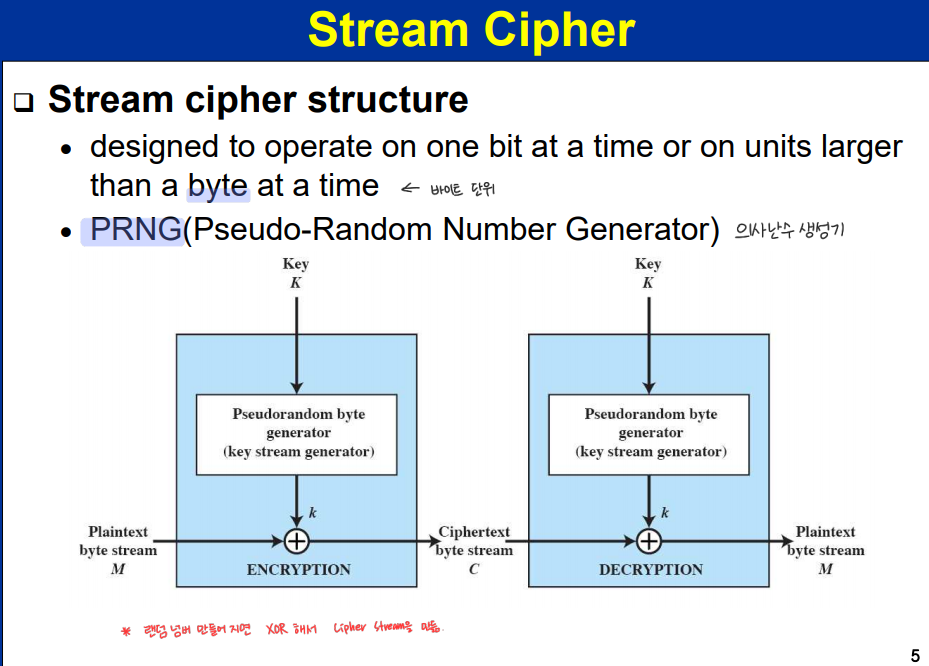 Stream Cipher
❑ Stream cipher structure
• designed to operate on one bit at a time or on units larger
than a byte at a time ← 바이트 단위
• PRNG(Pseudo-Random Number Generator) 의사난수 생성기
Key
K
Key
K
Pseudorandom byte
generator
(key stream generator)
Pseudorandom byte
generator
(key stream generator)
k
k
Plaintext
byte stream
M
ENCRYPTION
Ciphertext
byte stream
C
DECRYPTION
Plaintext
byte stream
M
* 랜덤 넘버 만들어지면 XOR 해서 Cipher Stream을 만듦.
5